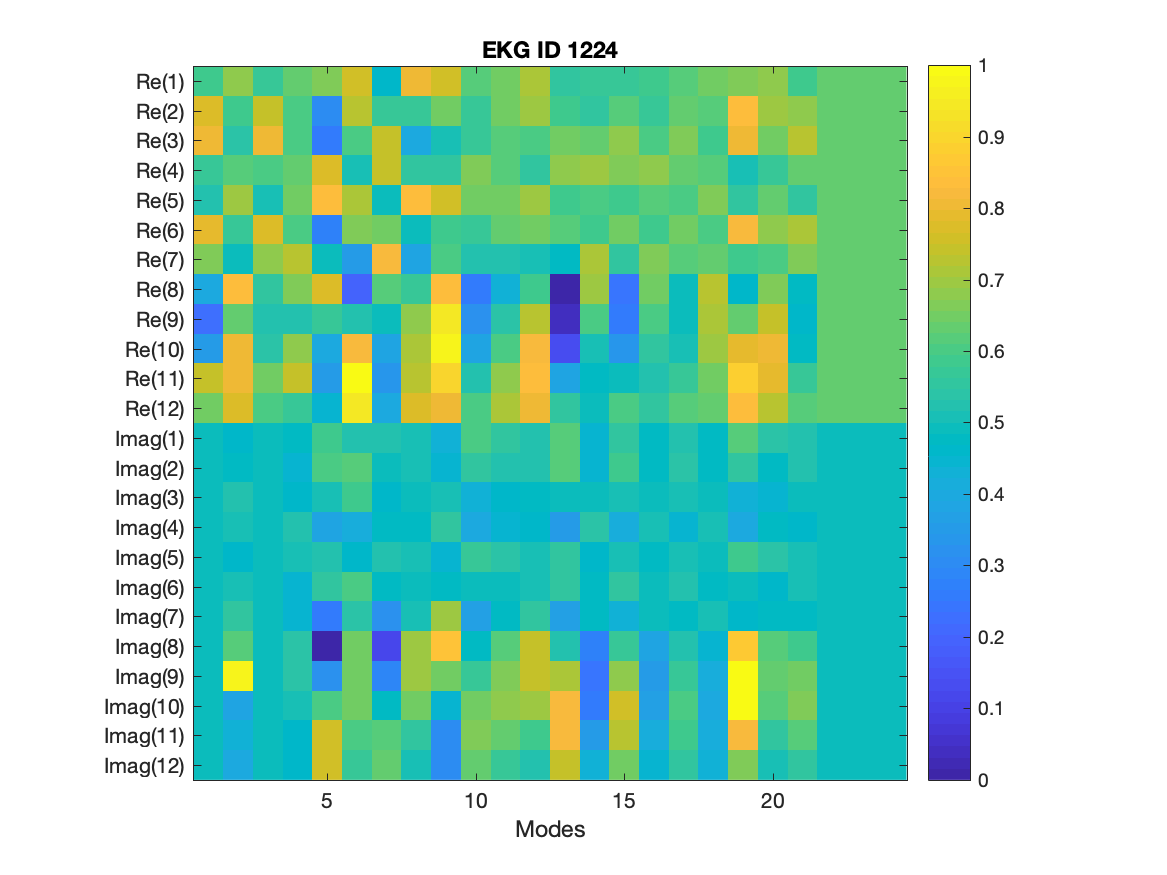 EKG ID 1224
Re(1)
Re(2)
Re(3)
Re(4)
Re(5)
Re(6)
Re(7)
Re(8)
Re(9)
Re(10)
Re(11)
Re(12)
Imag(1)
Imag(2)
Imag(3)
Imag(4)
Imag(5)
Imag(6)
Imag(7)
Imag(8)
Imag(9)
Imag(10)
Imag(11)
Imag(12)
5 10 15 20
Modes
1
0.9
0.8
0.7
0.6
0.5
0.4
0.3
0.2
0.1
0